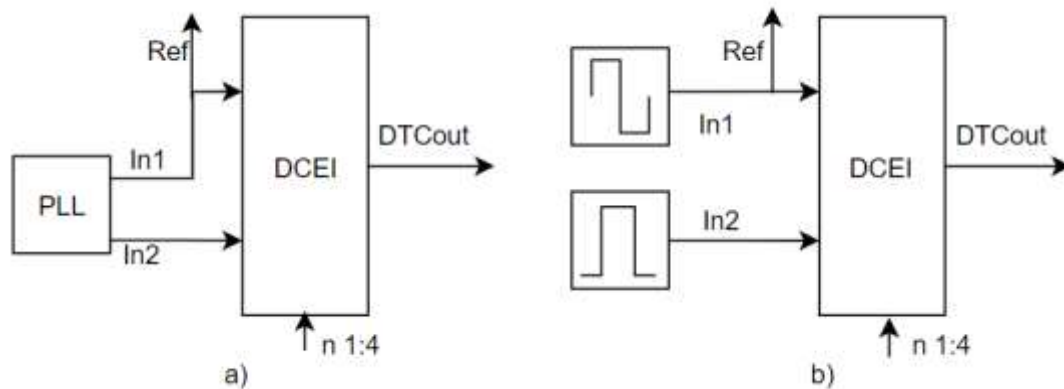 Ref
In1
PLL
In2
DCEI
DTCout
n 1:4
a)
Ref
In1
In2
DCEI
DTCout
n 1:4
b)